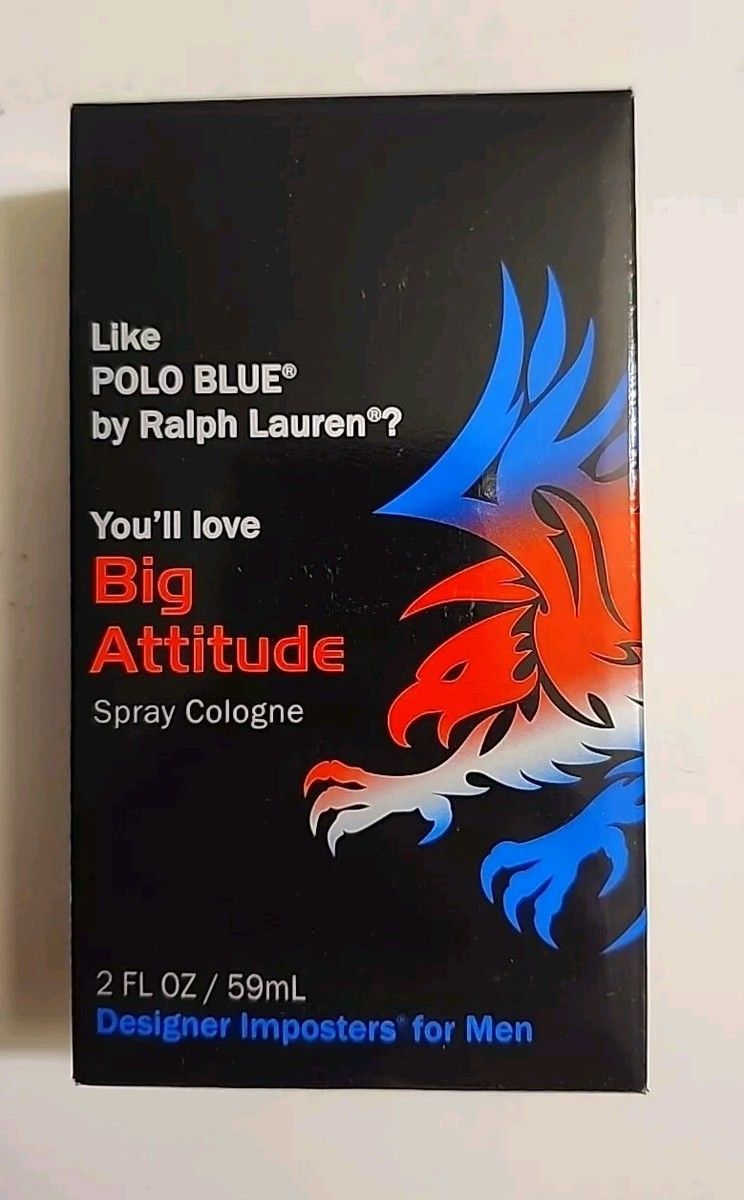 Like
POLO BLUE®
by Ralph Lauren®?
You'll love
Big
Attitude
Spray Cologne
2 FL OZ / 59mL
Designer Imposters® for Men